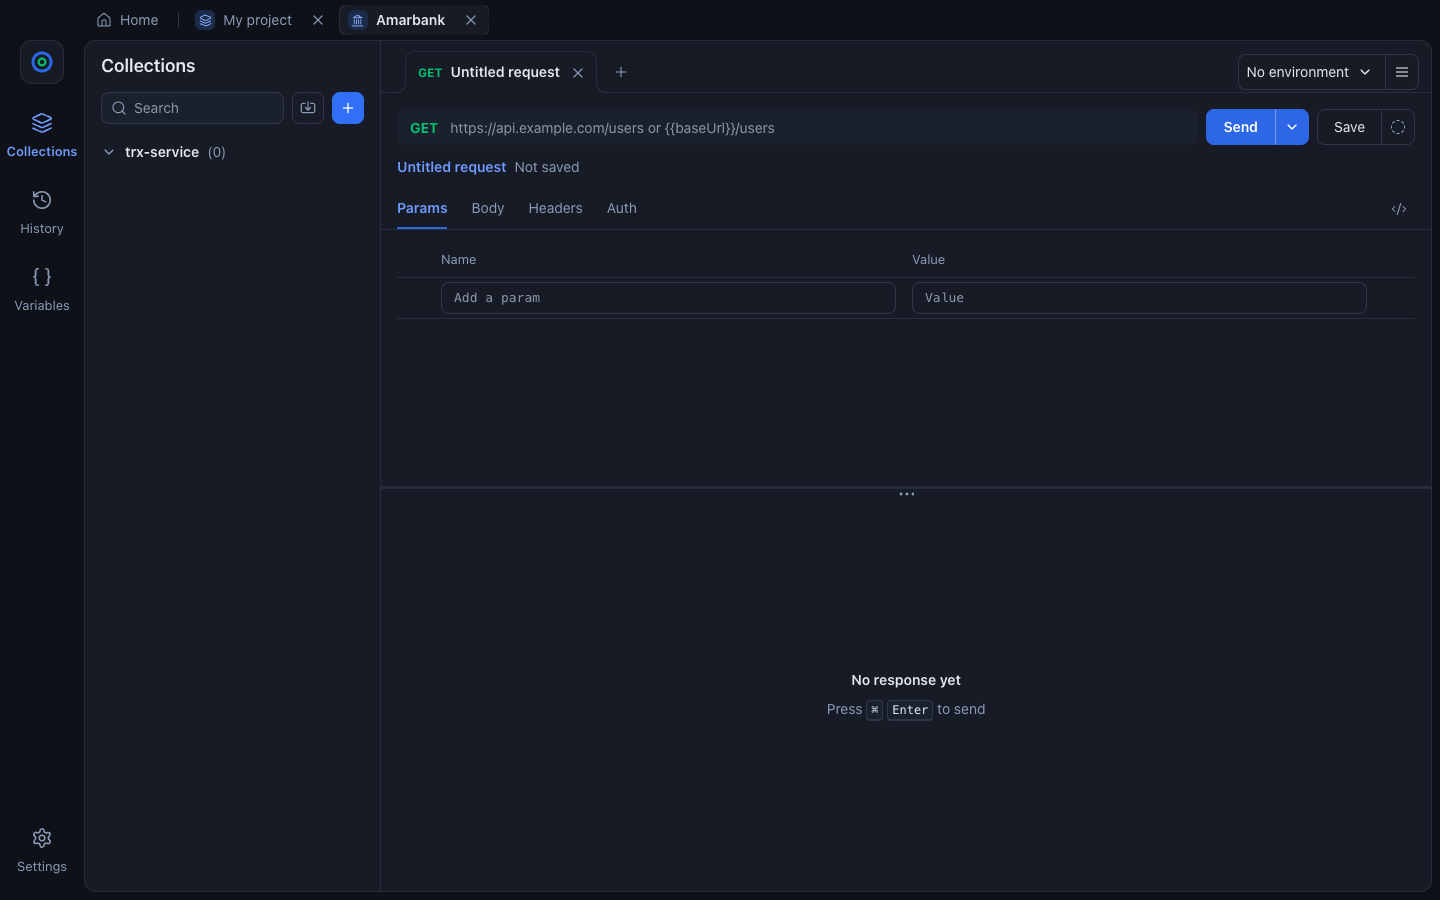 Home
My project
Amarbank
Collections
History
Variables
Settings
Collections
Search
trx-service (0)
GET Untitled request
No environment
GET https://api.example.com/users or {{baseUrl}}/users
Send
Save
Untitled request Not saved
Params Body Headers Auth
</>
Name Value
Add a param Value
No response yet
Press ⌘ Enter to send